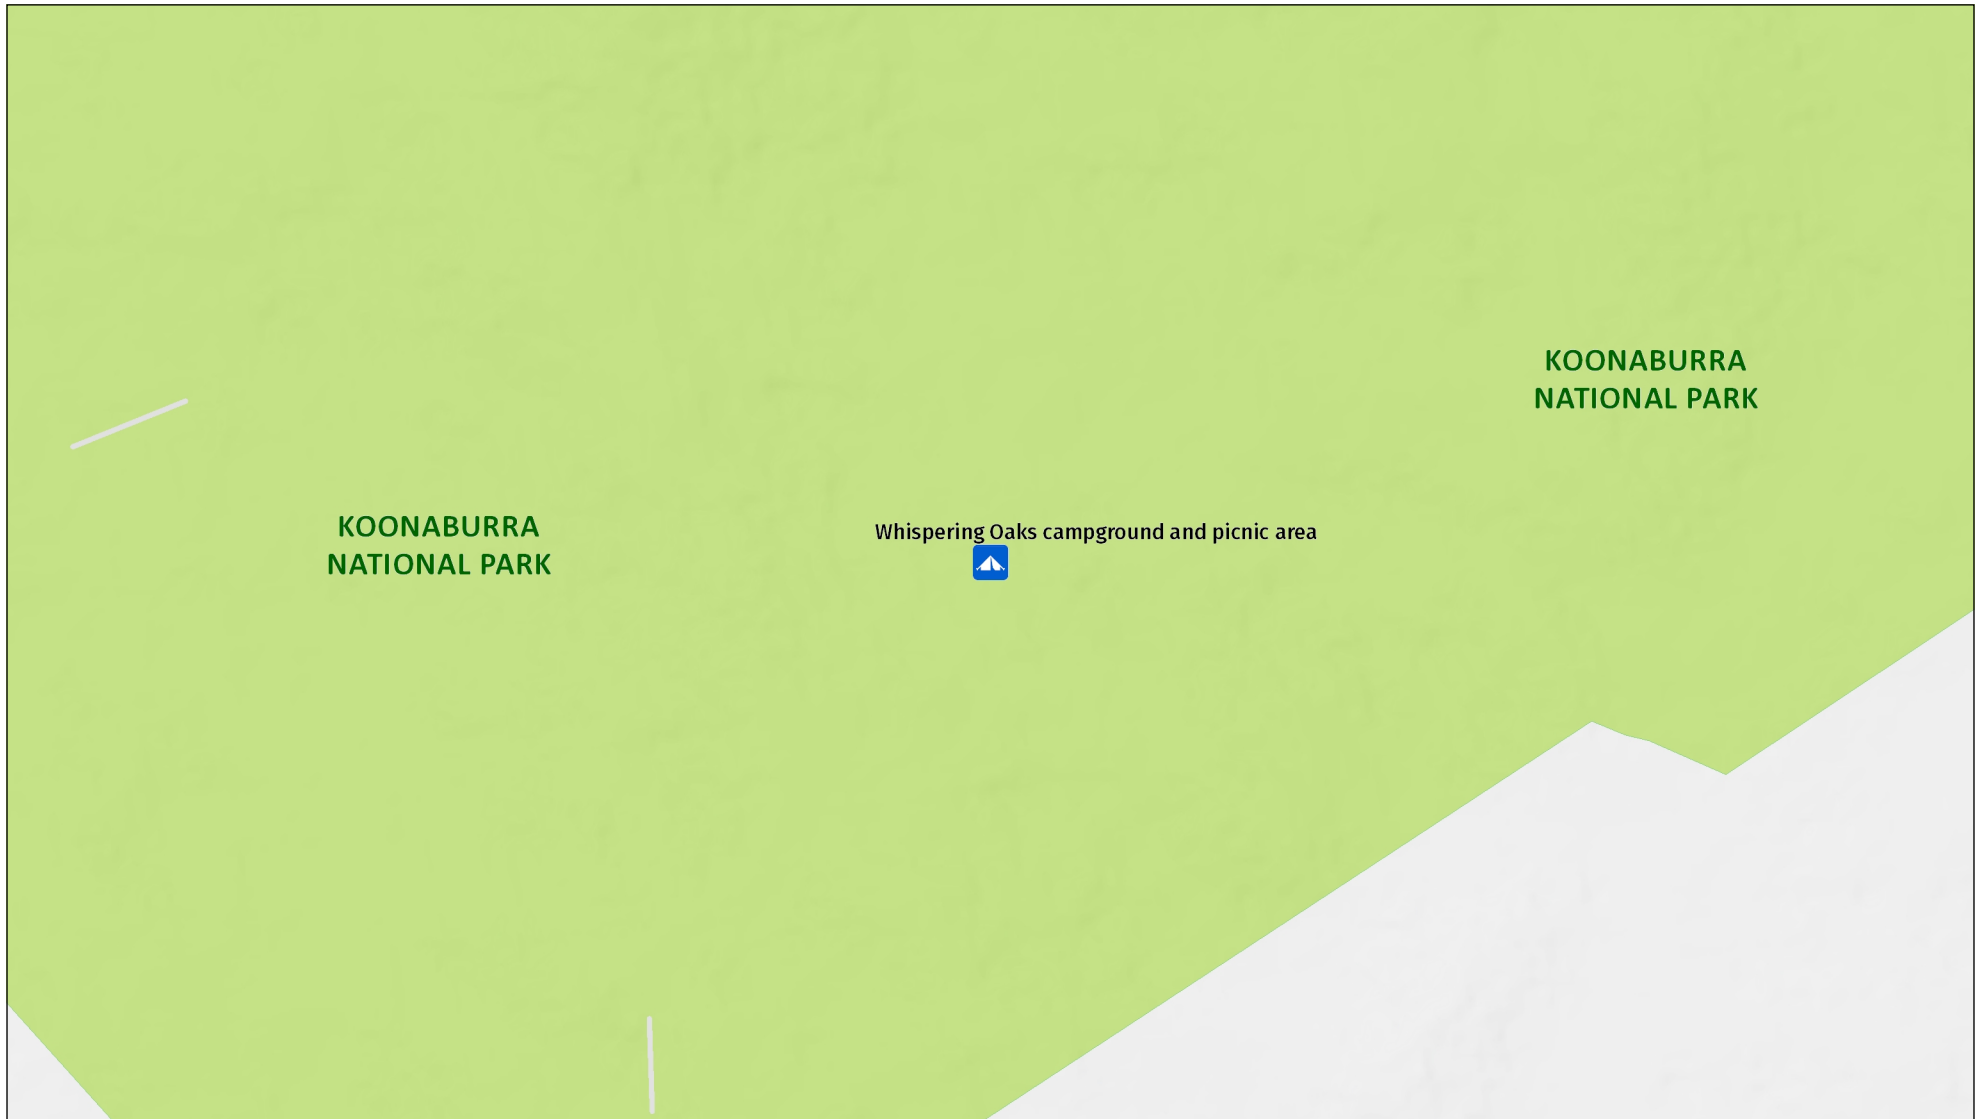 KOONABURRA
NATIONAL PARK
KOONABURRA
NATIONAL PARK
Whispering Oaks campground and picnic area